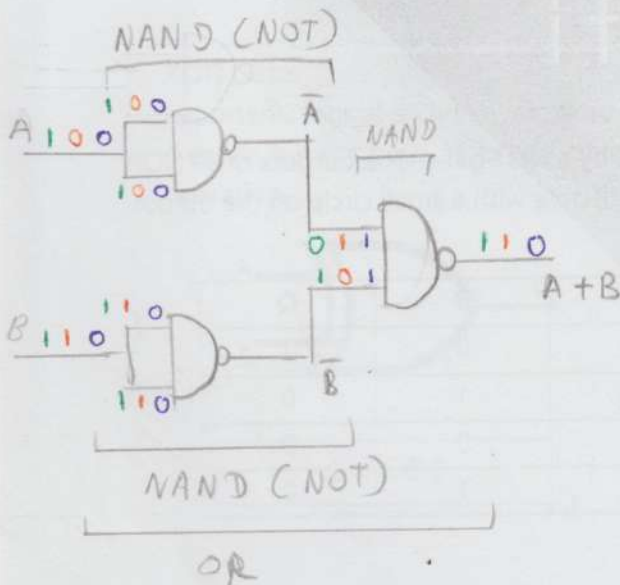 NAND (NOT)
1 0 0
A 1 0 0
A̅
NAND
1 0 0
0 1 1
1 1 0
1 0 1
A + B
1 1 0
B 1 1 0
B̅
1 1 0
NAND (NOT)
OR